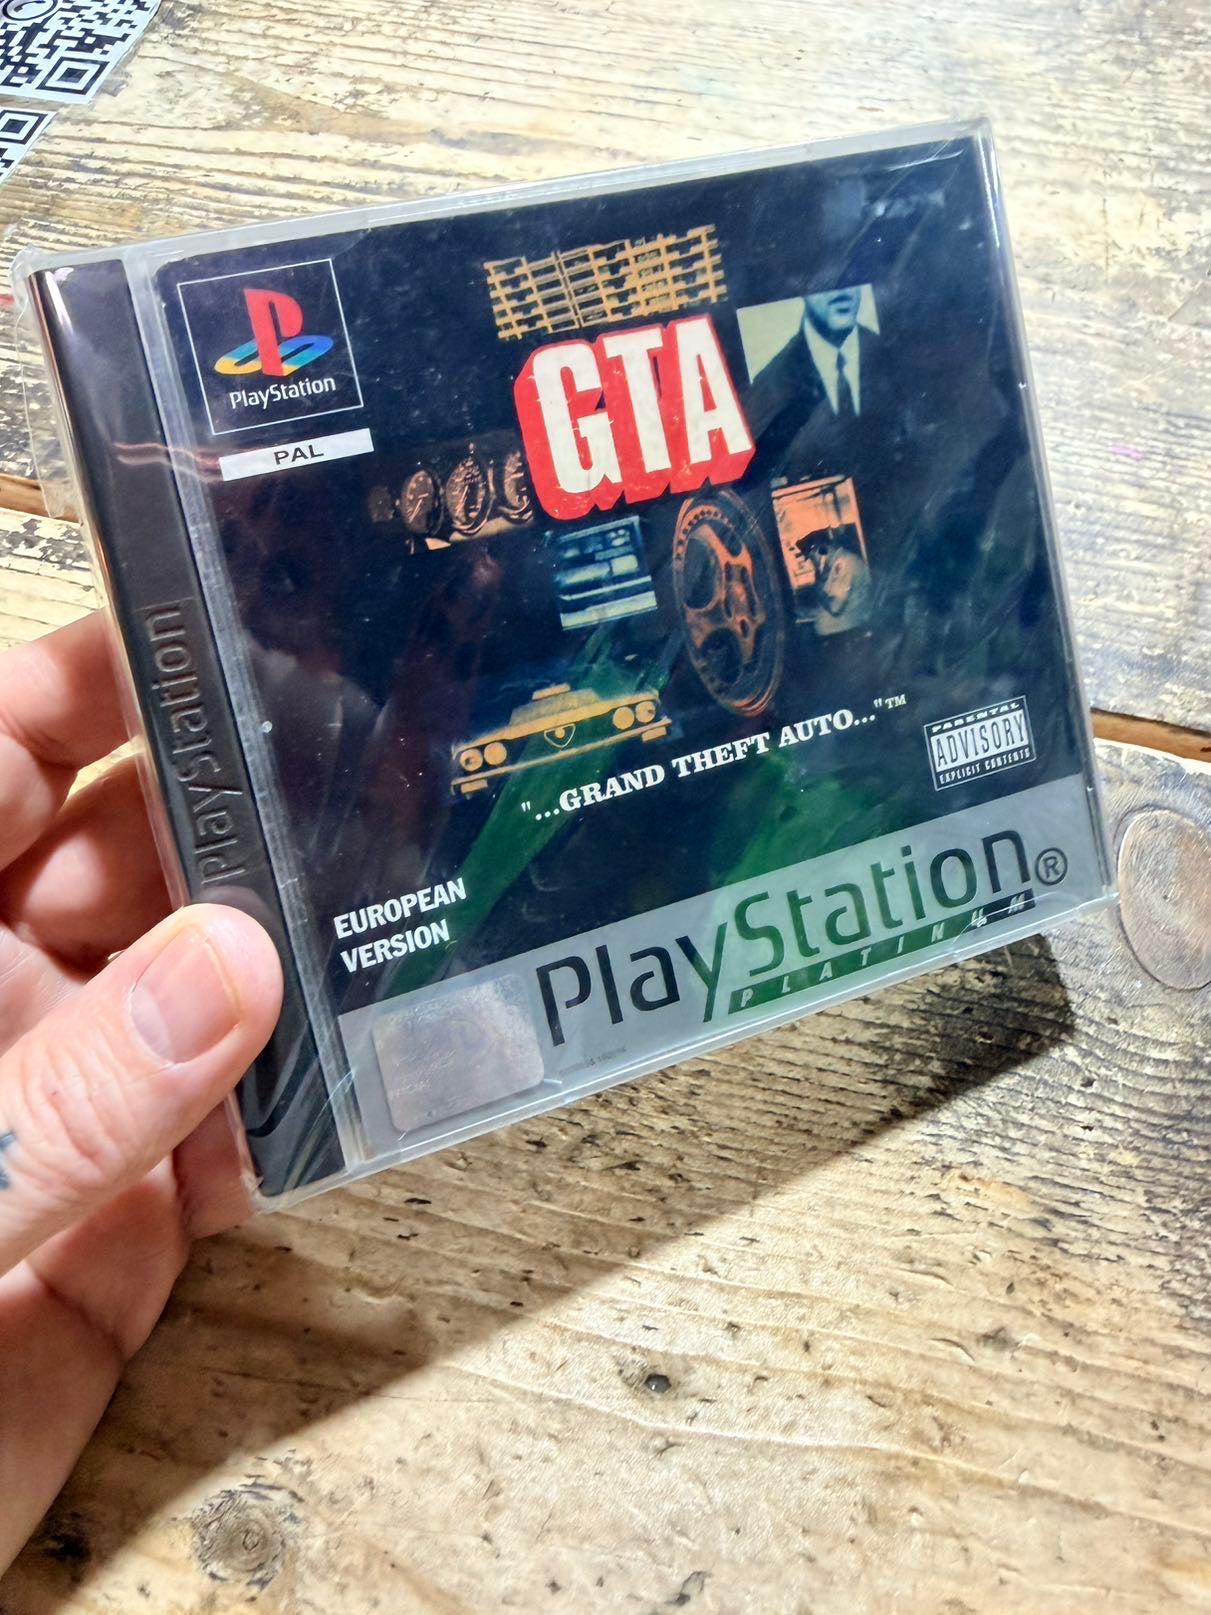 PlayStation
PAL
GTA
"...GRAND THEFT AUTO..."™
PARENTAL
ADVISORY
EXPLICIT CONTENTS
EUROPEAN
VERSION
PlayStation®
PLATINUM
PlayStation